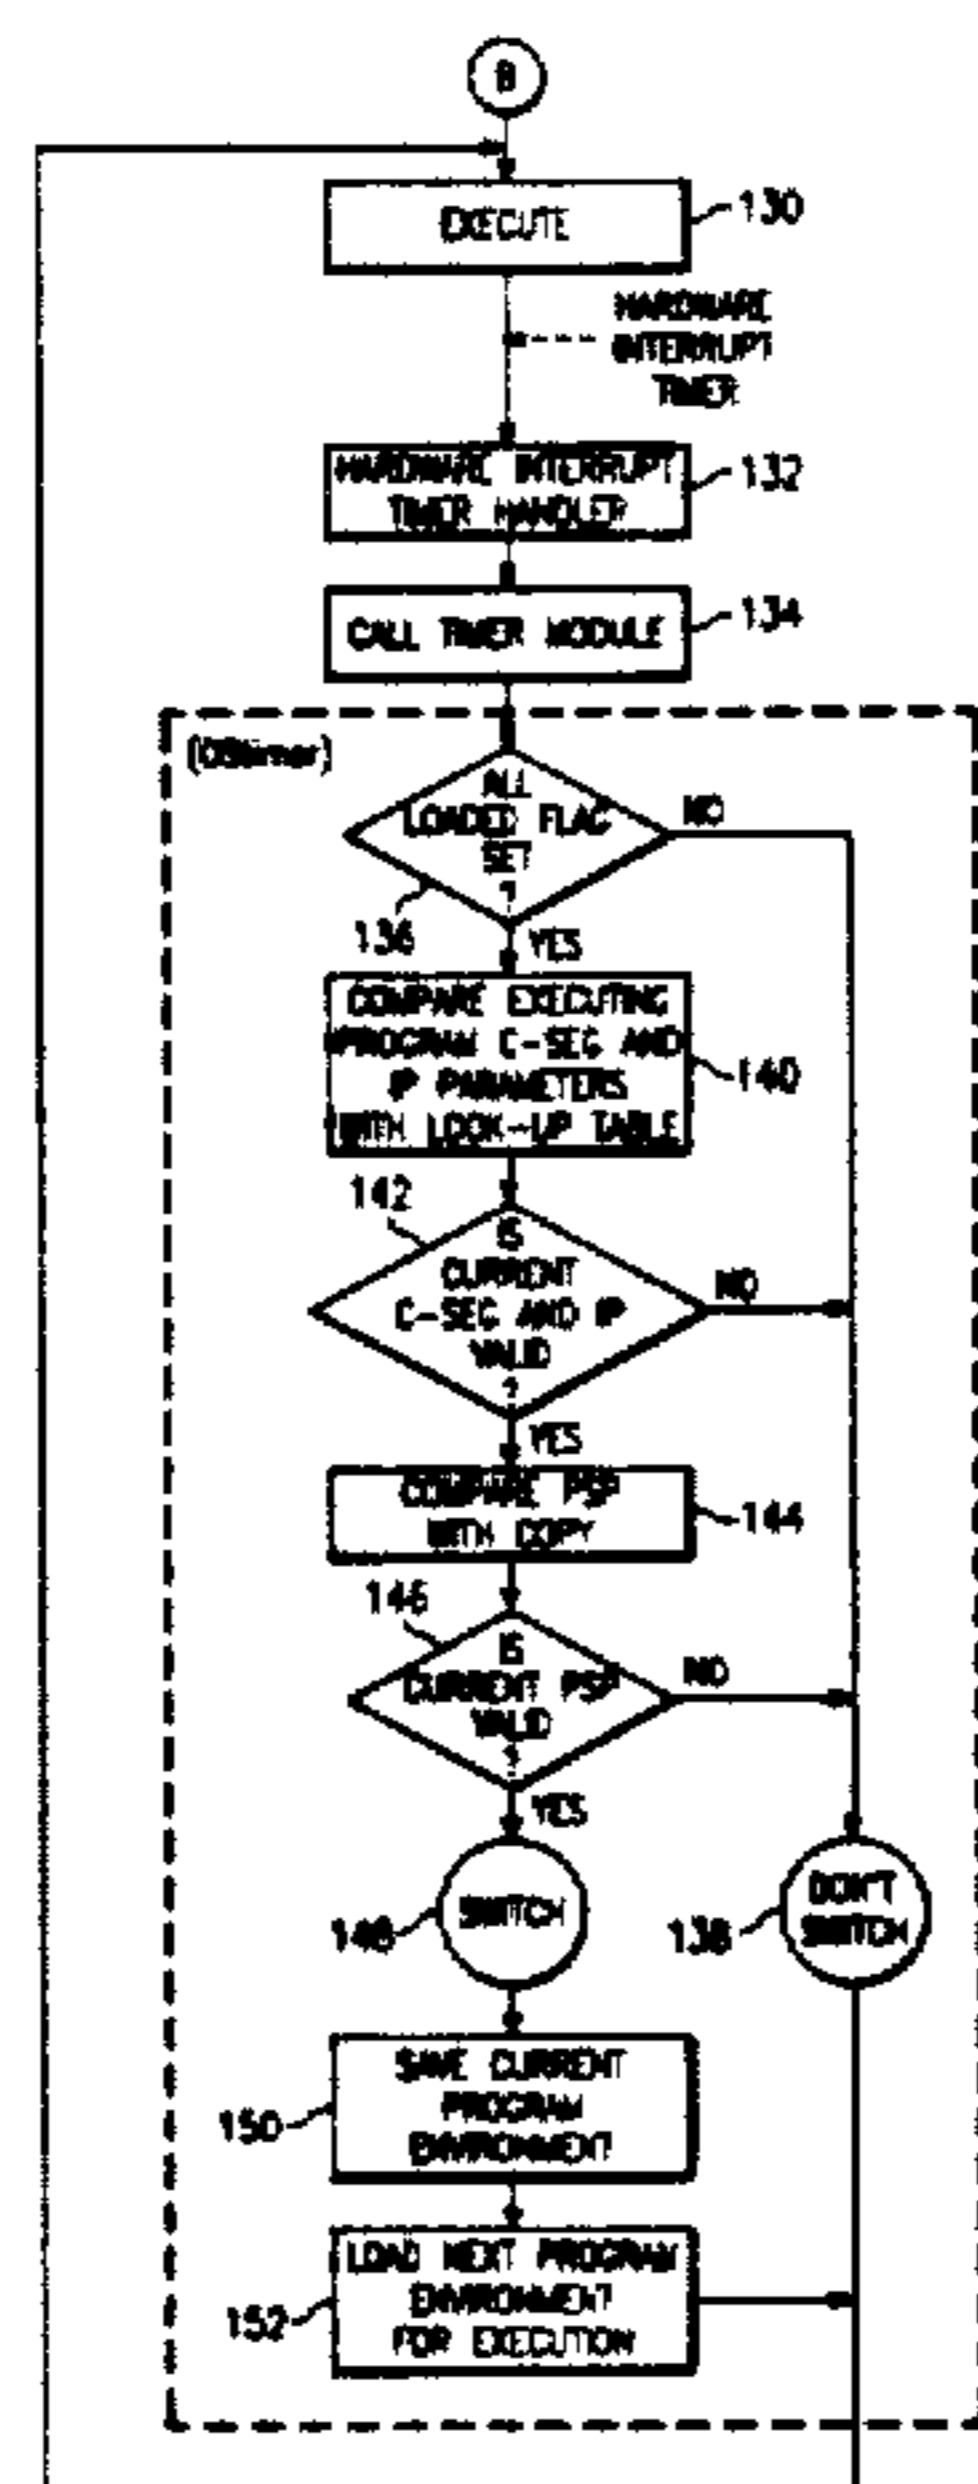 B
EXECUTE
130
HARDWARE
INTERRUPT
TIMER
HARDWARE INTERRUPT
TIMER HANDLER
132
CALL TIMER MODULE
134
ALL
LOADED FLAG
SET
?
NO
136
YES
COMPARE EXECUTING
PROGRAM C-SEG AND
IP PARAMETERS
WITH LOOK-UP TABLE
140
142
IS
CURRENT
C-SEG AND IP
VALID
?
NO
YES
COMPARE PSP
WITH COPY
144
146
IS
CURRENT PSP
VALID
?
NO
YES
SWITCH
148
DON'T
SWITCH
138
SAVE CURRENT
PROGRAM
ENVIRONMENT
150
LOAD NEXT PROGRAM
ENVIRONMENT
FOR EXECUTION
152